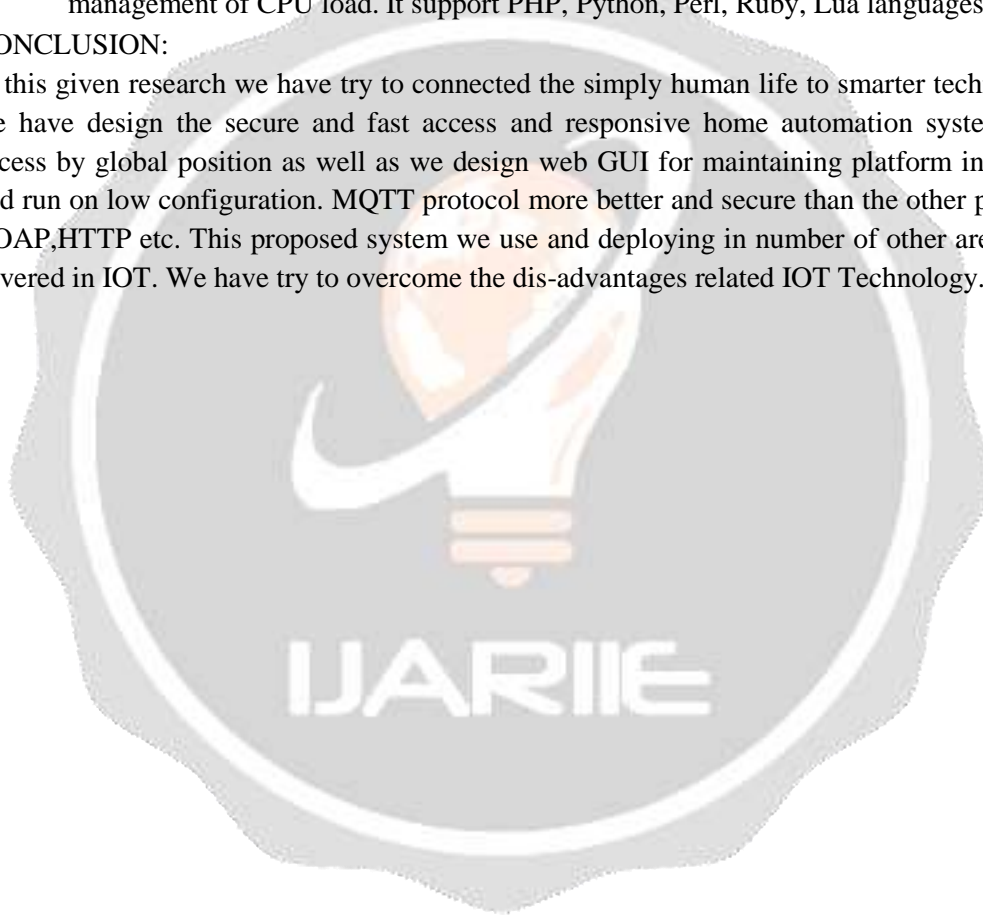 management of CPU load. It support PHP, Python, Perl, Ruby, Lua languages
ONCLUSION:
this given research we have try to connected the simply human life to smarter tech
have design the secure and fast access and responsive home automation syste
cess by global position as well as we design web GUI for maintaining platform in
d run on low configuration. MQTT protocol more better and secure than the other p
OAP,HTTP etc. This proposed system we use and deploying in number of other are
vered in IOT. We have try to overcome the dis-advantages related IOT Technology.
IJARIIE